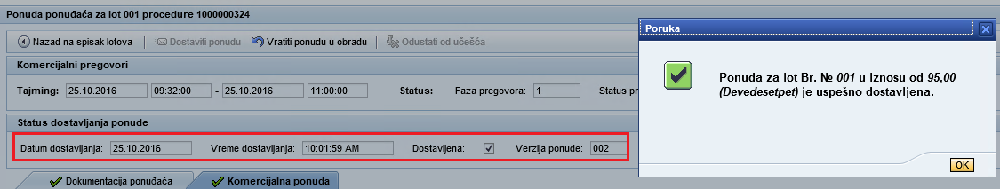 Ponuda ponuđača za lot 001 procedure 1000000324
Nazad na spisak lotova Dostaviti ponudu Vratiti ponudu u obradu Odustati od učešća
Komercijalni pregovori
Tajming: 25.10.2016 09:32:00 - 25.10.2016 11:00:00 Status: Faza pregovora: 1 Status pr
Status dostavljanja ponude
Datum dostavljanja: 25.10.2016 Vreme dostavljanja: 10:01:59 AM Dostavljena: Verzija ponude: 002
Dokumentacija ponuđača Komercijalna ponuda
Poruka
Ponuda za lot Br. № 001 u iznosu od 95,00
(Devedesetpet) je uspešno dostavljena.
OK